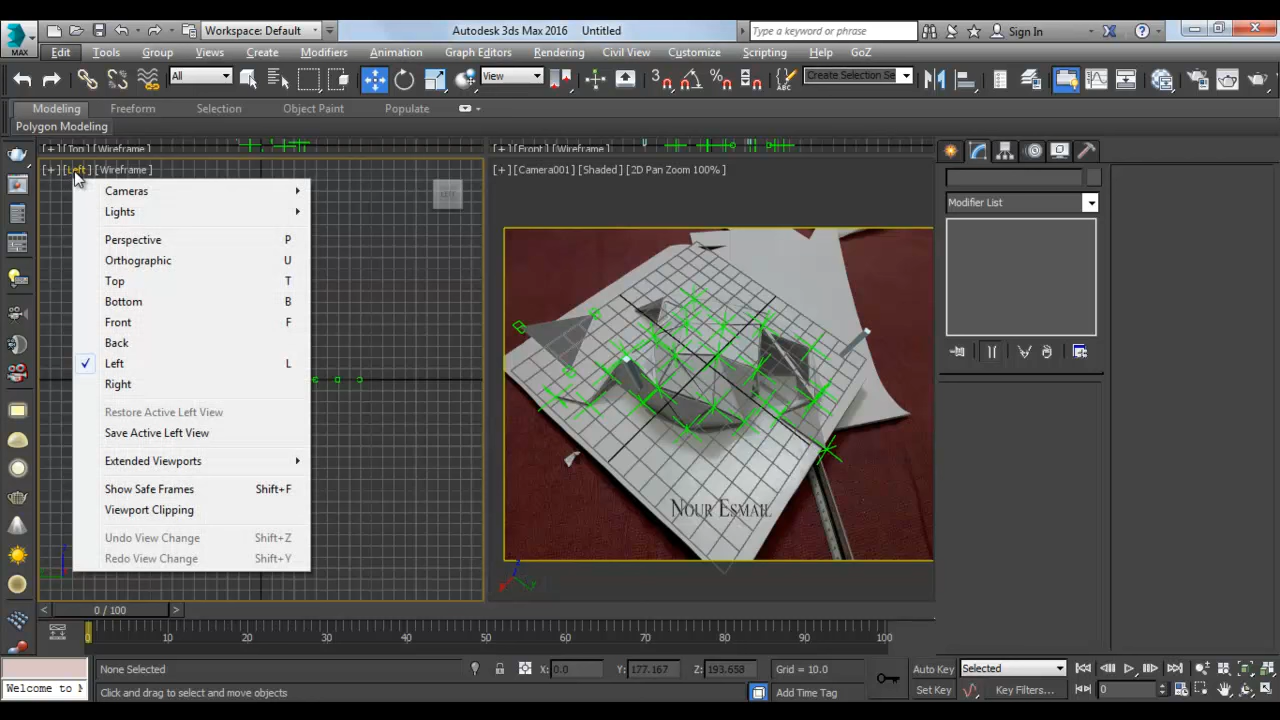 Workspace: Default
Autodesk 3ds Max 2016 Untitled
Type a keyword or phrase
Sign In
MAX
Edit Tools Group Views Create Modifiers Animation Graph Editors Rendering Civil View Customize Scripting Help GoZ
All
View
Create Selection Se
Modeling Freeform Selection Object Paint Populate
Polygon Modeling
[+] [Top] [Wireframe]
[+] [Front] [Wireframe]
[+] [Left] [Wireframe]
[+] [Camera001] [Shaded] [2D Pan Zoom 100% ]
Modifier List
Cameras
Lights
Perspective P
Orthographic U
Top T
Bottom B
Front F
Back
Left L
Right
Restore Active Left View
Save Active Left View
Extended Viewports
Show Safe Frames Shift+F
Viewport Clipping
Undo View Change Shift+Z
Redo View Change Shift+Y
NOUR ESMAIL
< 0 / 100 >
0 10 20 30 40 50 60 70 80 90 100
None Selected
X: 0.0 Y: 177.167 Z: 193.658 Grid = 10.0
Auto Key Selected
Welcome to M
Click and drag to select and move objects
Add Time Tag
Set Key Key Filters... 0